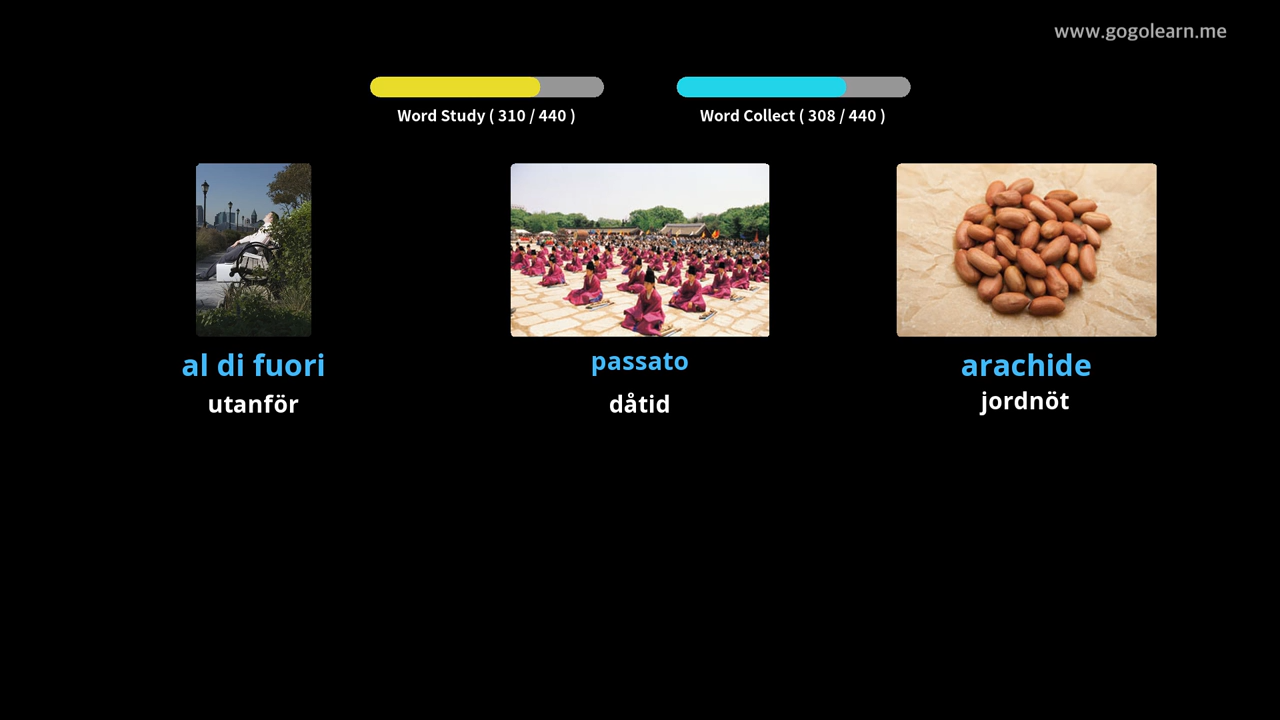 www.gogolearn.me
Word Study ( 310 / 440 )
Word Collect ( 308 / 440 )
al di fuori
utanför
passato
dåtid
arachide
jordnöt